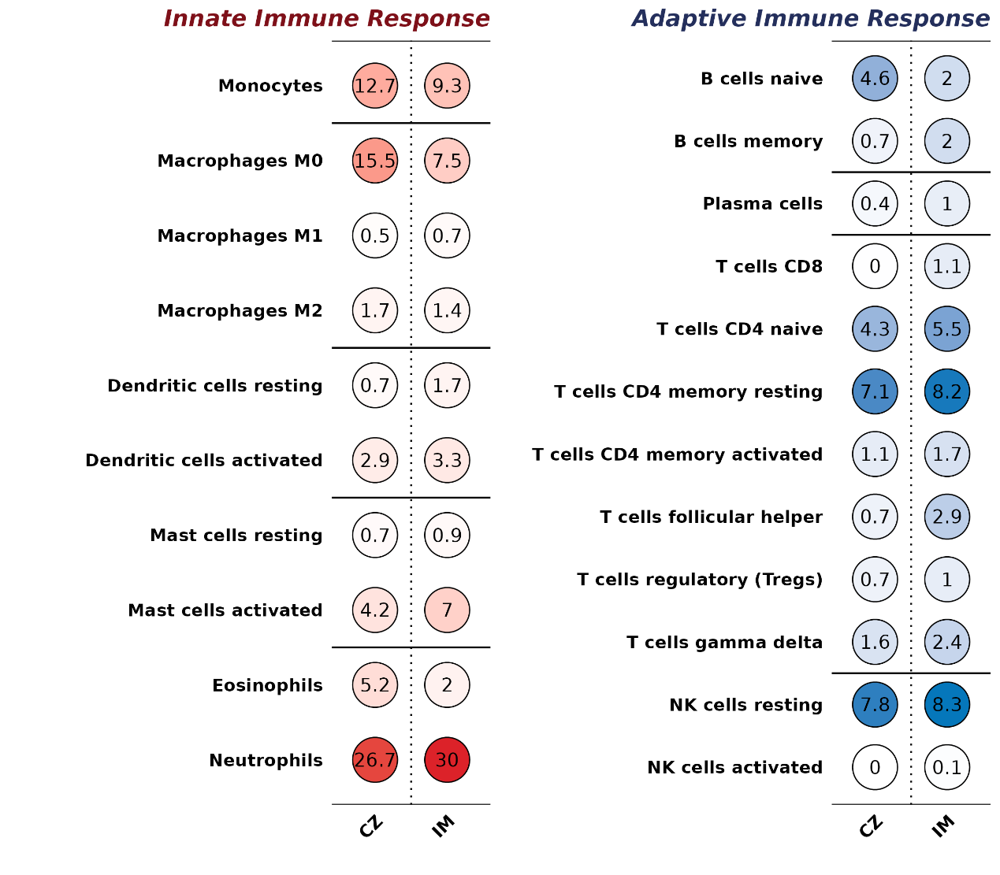 Innate Immune Response
Monocytes 12.7 9.3
Macrophages M0 15.5 7.5
Macrophages M1 0.5 0.7
Macrophages M2 1.7 1.4
Dendritic cells resting 0.7 1.7
Dendritic cells activated 2.9 3.3
Mast cells resting 0.7 0.9
Mast cells activated 4.2 7
Eosinophils 5.2 2
Neutrophils 26.7 30
CZ IM
Adaptive Immune Response
B cells naive 4.6 2
B cells memory 0.7 2
Plasma cells 0.4 1
T cells CD8 0 1.1
T cells CD4 naive 4.3 5.5
T cells CD4 memory resting 7.1 8.2
T cells CD4 memory activated 1.1 1.7
T cells follicular helper 0.7 2.9
T cells regulatory (Tregs) 0.7 1
T cells gamma delta 1.6 2.4
NK cells resting 7.8 8.3
NK cells activated 0 0.1
CZ IM